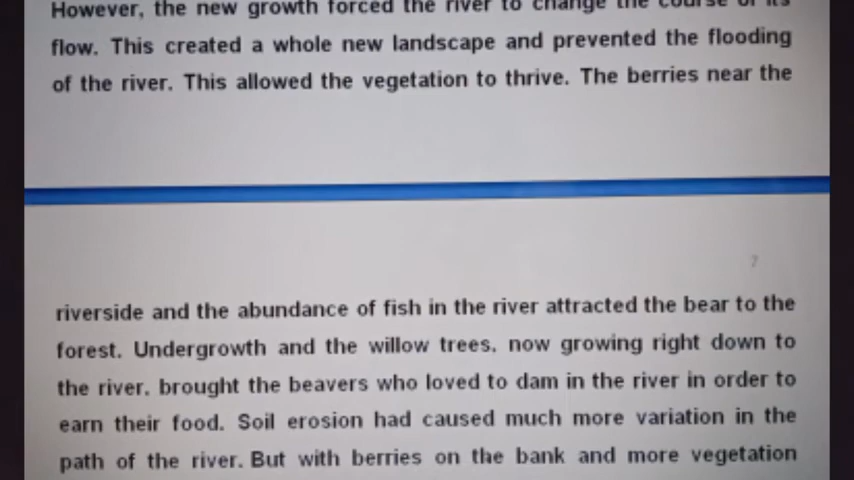 However, the new growth forced the river to change the course of its
flow. This created a whole new landscape and prevented the flooding
of the river. This allowed the vegetation to thrive. The berries near the
7
riverside and the abundance of fish in the river attracted the bear to the
forest. Undergrowth and the willow trees, now growing right down to
the river, brought the beavers who loved to dam in the river in order to
earn their food. Soil erosion had caused much more variation in the
path of the river. But with berries on the bank and more vegetation